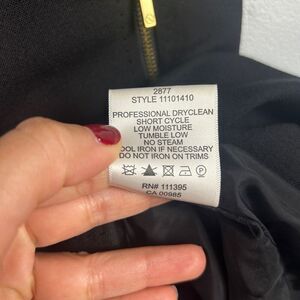 2877
STYLE 11101410
PROFESSIONAL DRYCLEAN
SHORT CYCLE
LOW MOISTURE
TUMBLE LOW
NO STEAM
OOL IRON IF NECESSARY
DO NOT IRON ON TRIMS
RN# 111395
CA 00985